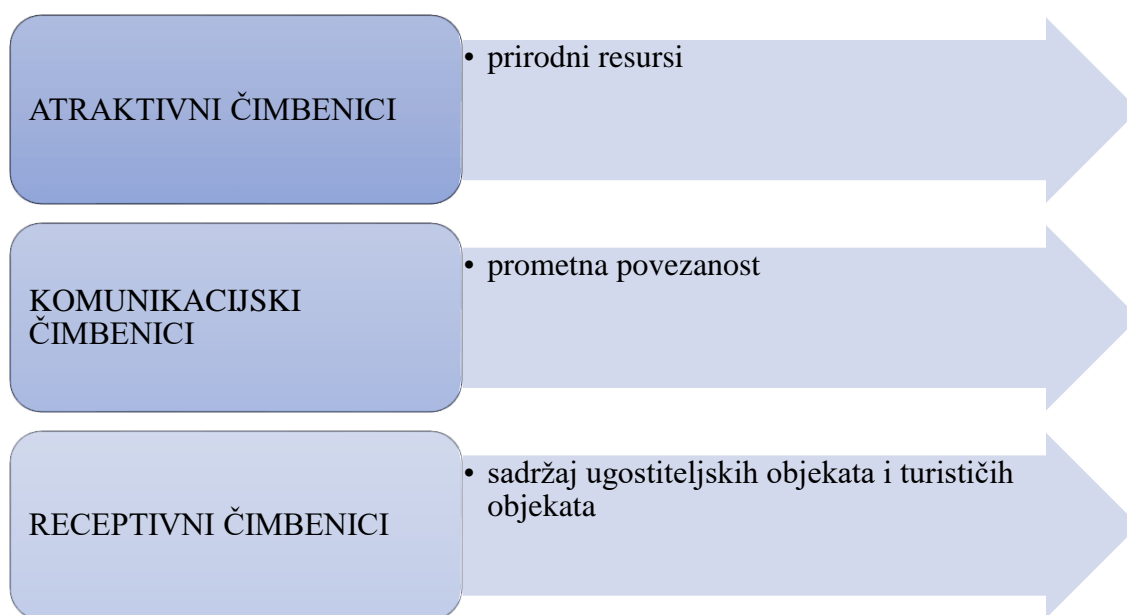 ATRAKTIVNI ČIMBENICI
• prirodni resursi
KOMUNIKACIJSKI
ČIMBENICI
• prometna povezanost
RECEPTIVNI ČIMBENICI
• sadržaj ugostiteljskih objekata i turističih
objekata